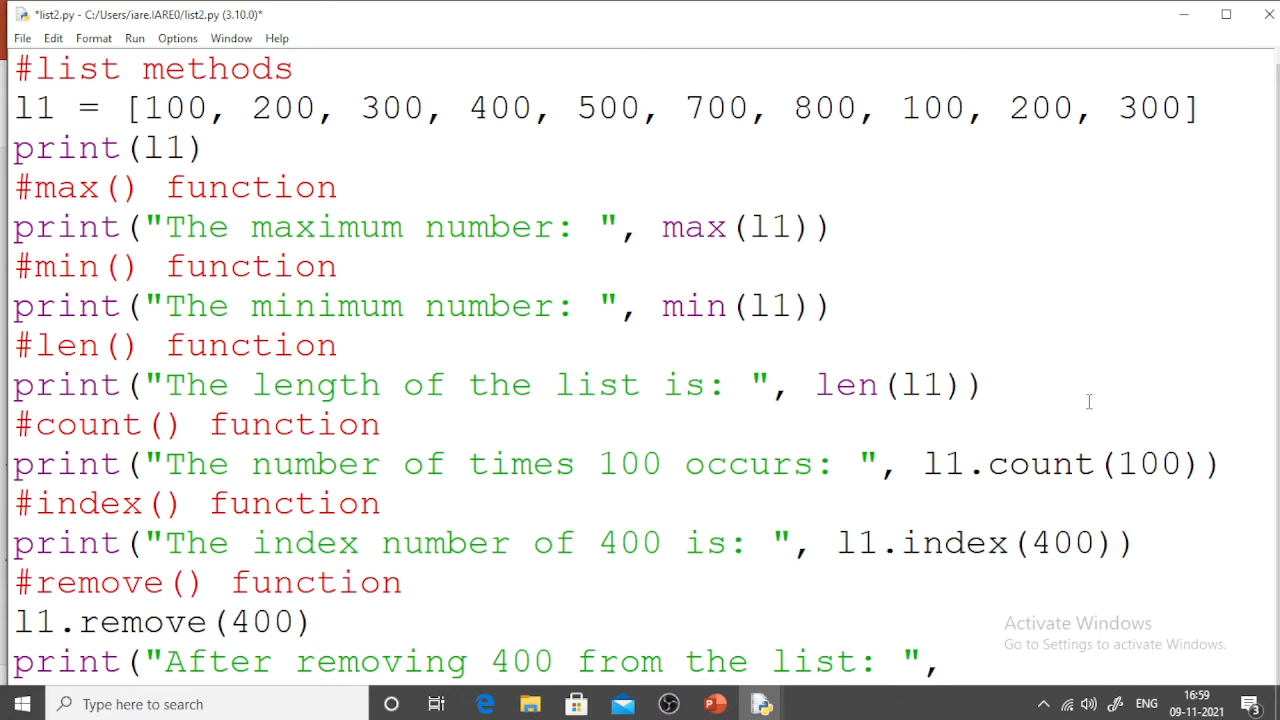 *list2.py - C:/Users/iare.IARE0/list2.py (3.10.0)*
File Edit Format Run Options Window Help
#list methods
l1 = [100, 200, 300, 400, 500, 700, 800, 100, 200, 300]
print(l1)
#max() function
print("The maximum number: ", max(l1))
#min() function
print("The minimum number: ", min(l1))
#len() function
print("The length of the list is: ", len(l1))
#count() function
print("The number of times 100 occurs: ", l1.count(100))
#index() function
print("The index number of 400 is: ", l1.index(400))
#remove() function
l1.remove(400)
print("After removing 400 from the list: ",
Activate Windows
Go to Settings to activate Windows.
Type here to search
ENG
16:59
09-11-2021
3